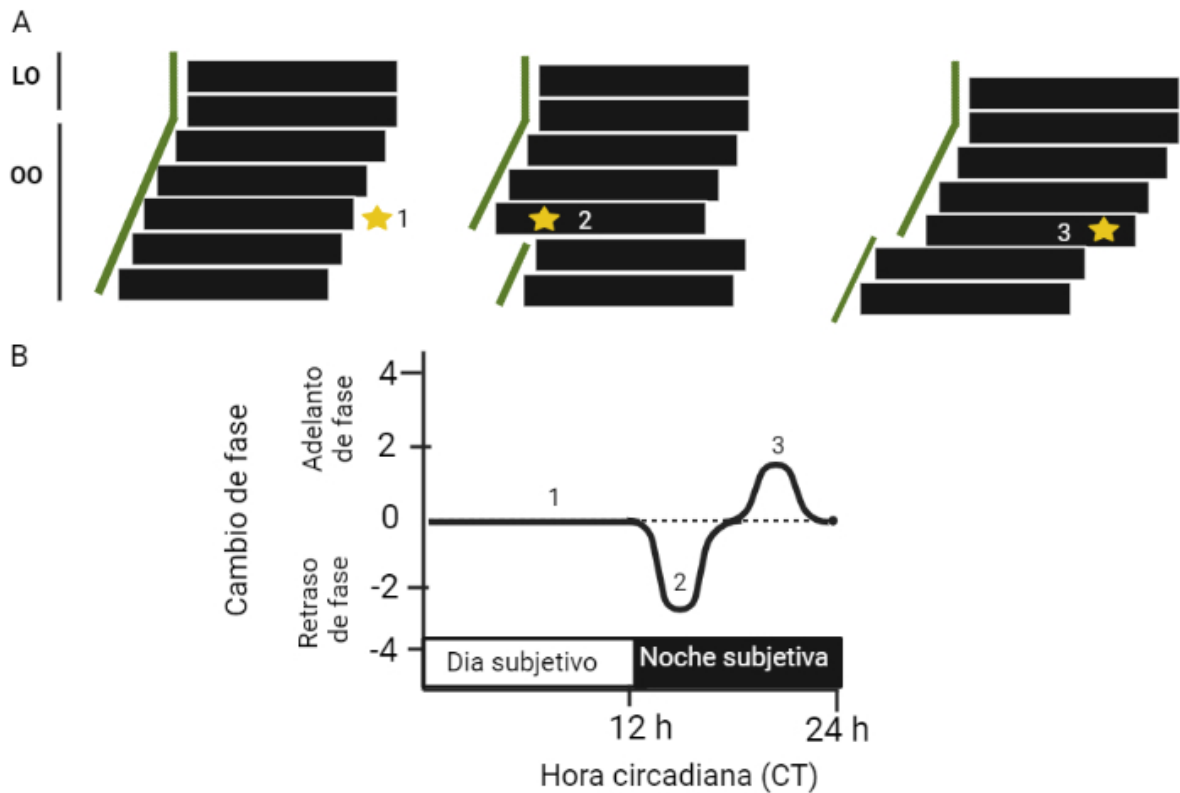 A
LO
OO
1
2
3
B
Cambio de fase
Adelanto
de fase
Retraso
de fase
4
2
0
-2
-4
1
2
3
Dia subjetivo
Noche subjetiva
12 h
24 h
Hora circadiana (CT)